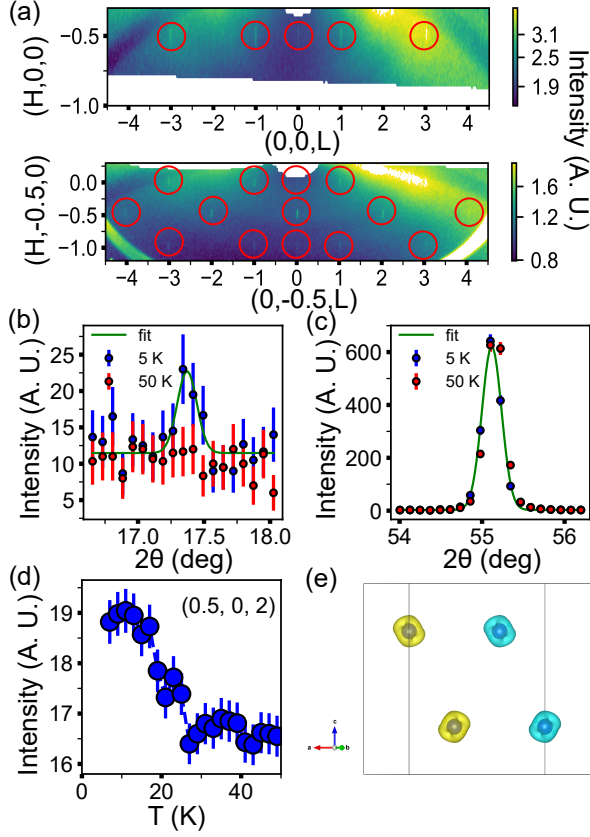 (a)
(H,0,0)
−0.5
−1.0
−4 −3 −2 −1 0 1 2 3 4
(0,0,L)
3.1
2.5
1.9
Intensity (A. U.)
(H,-0.5,0)
0.0
−0.5
−1.0
−4 −3 −2 −1 0 1 2 3 4
(0,-0.5,L)
1.6
1.2
0.8
(b)
Intensity (A. U.)
25
20
15
10
5
fit
5 K
50 K
17.0 17.5 18.0
2θ (deg)
(c)
Intensity (A. U.)
600
400
200
0
fit
5 K
50 K
54 55 56
2θ (deg)
(d)
Intensity (A. U.)
19
18
17
16
(0.5, 0, 2)
0 20 40
T (K)
(e)
c
a
b